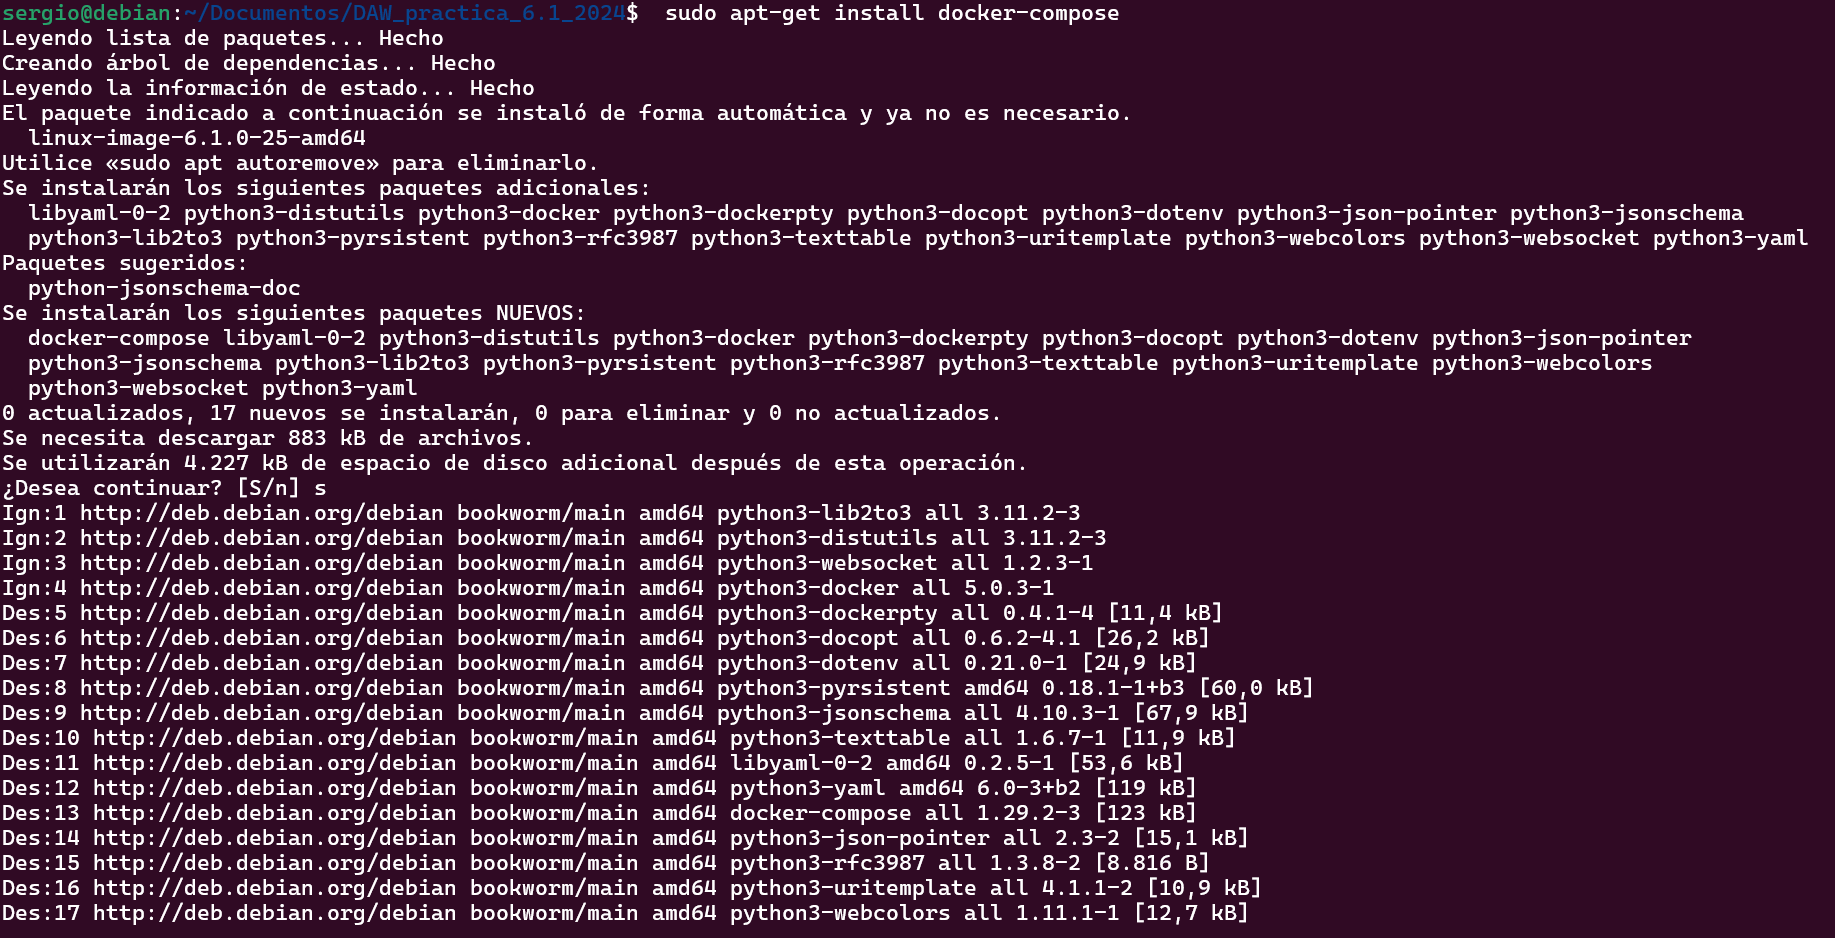 sergio@debian:~/Documentos/DAW_practica_6.1_2024$  sudo apt-get install docker-compose
Leyendo lista de paquetes... Hecho
Creando árbol de dependencias... Hecho
Leyendo la información de estado... Hecho
El paquete indicado a continuación se instaló de forma automática y ya no es necesario.
  linux-image-6.1.0-25-amd64
Utilice «sudo apt autoremove» para eliminarlo.
Se instalarán los siguientes paquetes adicionales:
  libyaml-0-2 python3-distutils python3-docker python3-dockerpty python3-docopt python3-dotenv python3-json-pointer python3-jsonschema
  python3-lib2to3 python3-pyrsistent python3-rfc3987 python3-texttable python3-uritemplate python3-webcolors python3-websocket python3-yaml
Paquetes sugeridos:
  python-jsonschema-doc
Se instalarán los siguientes paquetes NUEVOS:
  docker-compose libyaml-0-2 python3-distutils python3-docker python3-dockerpty python3-docopt python3-dotenv python3-json-pointer
  python3-jsonschema python3-lib2to3 python3-pyrsistent python3-rfc3987 python3-texttable python3-uritemplate python3-webcolors
  python3-websocket python3-yaml
0 actualizados, 17 nuevos se instalarán, 0 para eliminar y 0 no actualizados.
Se necesita descargar 883 kB de archivos.
Se utilizarán 4.227 kB de espacio de disco adicional después de esta operación.
¿Desea continuar? [S/n] s
Ign:1 http://deb.debian.org/debian bookworm/main amd64 python3-lib2to3 all 3.11.2-3
Ign:2 http://deb.debian.org/debian bookworm/main amd64 python3-distutils all 3.11.2-3
Ign:3 http://deb.debian.org/debian bookworm/main amd64 python3-websocket all 1.2.3-1
Ign:4 http://deb.debian.org/debian bookworm/main amd64 python3-docker all 5.0.3-1
Des:5 http://deb.debian.org/debian bookworm/main amd64 python3-dockerpty all 0.4.1-4 [11,4 kB]
Des:6 http://deb.debian.org/debian bookworm/main amd64 python3-docopt all 0.6.2-4.1 [26,2 kB]
Des:7 http://deb.debian.org/debian bookworm/main amd64 python3-dotenv all 0.21.0-1 [24,9 kB]
Des:8 http://deb.debian.org/debian bookworm/main amd64 python3-pyrsistent amd64 0.18.1-1+b3 [60,0 kB]
Des:9 http://deb.debian.org/debian bookworm/main amd64 python3-jsonschema all 4.10.3-1 [67,9 kB]
Des:10 http://deb.debian.org/debian bookworm/main amd64 python3-texttable all 1.6.7-1 [11,9 kB]
Des:11 http://deb.debian.org/debian bookworm/main amd64 libyaml-0-2 amd64 0.2.5-1 [53,6 kB]
Des:12 http://deb.debian.org/debian bookworm/main amd64 python3-yaml amd64 6.0-3+b2 [119 kB]
Des:13 http://deb.debian.org/debian bookworm/main amd64 docker-compose all 1.29.2-3 [123 kB]
Des:14 http://deb.debian.org/debian bookworm/main amd64 python3-json-pointer all 2.3-2 [15,1 kB]
Des:15 http://deb.debian.org/debian bookworm/main amd64 python3-rfc3987 all 1.3.8-2 [8.816 B]
Des:16 http://deb.debian.org/debian bookworm/main amd64 python3-uritemplate all 4.1.1-2 [10,9 kB]
Des:17 http://deb.debian.org/debian bookworm/main amd64 python3-webcolors all 1.11.1-1 [12,7 kB]